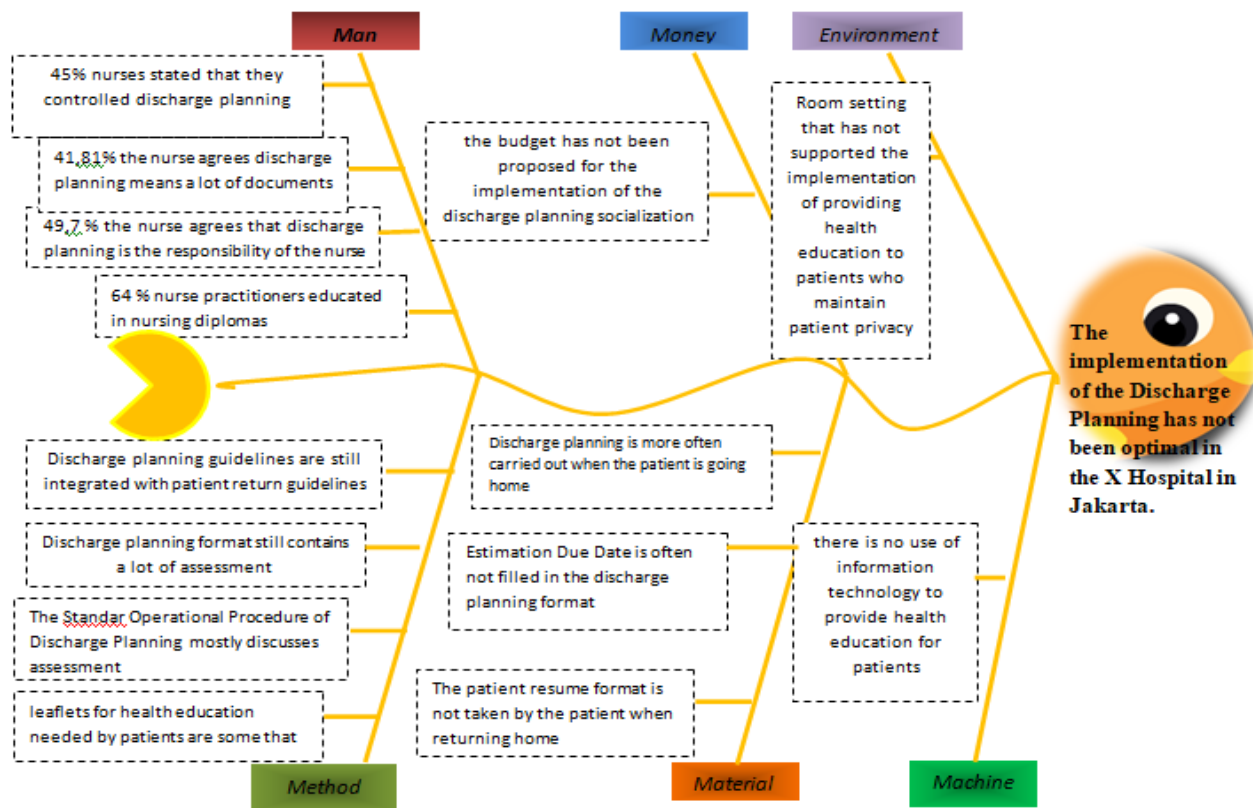 Man
45% nurses stated that they
controlled discharge planning
41,81% the nurse agrees discharge
planning means a lot of documents
49,7 % the nurse agrees that discharge
planning is the responsibility of the nurse
64 % nurse practitioners educated
in nursing diplomas
Money
the budget has not been
proposed for the
implementation of the
discharge planning socialization
Environment
Room setting
that has not
supported the
implementation
of providing
health
education to
patients who
maintain
patient privacy
The
implementation
of the Discharge
Planning has not
been optimal in
the X Hospital in
Jakarta.
Discharge planning guidelines are still
integrated with patient return guidelines
Discharge planning format still contains
a lot of assessment
The Standar Operational Procedure of
Discharge Planning mostly discusses
assessment
leaflets for health education
needed by patients are some that
Method
Discharge planning is more often
carried out when the patient is going
home
Estimation Due Date is often
not filled in the discharge
planning format
The patient resume format is
not taken by the patient when
returning home
Material
there is no use of
information
technology to
provide health
education for
patients
Machine